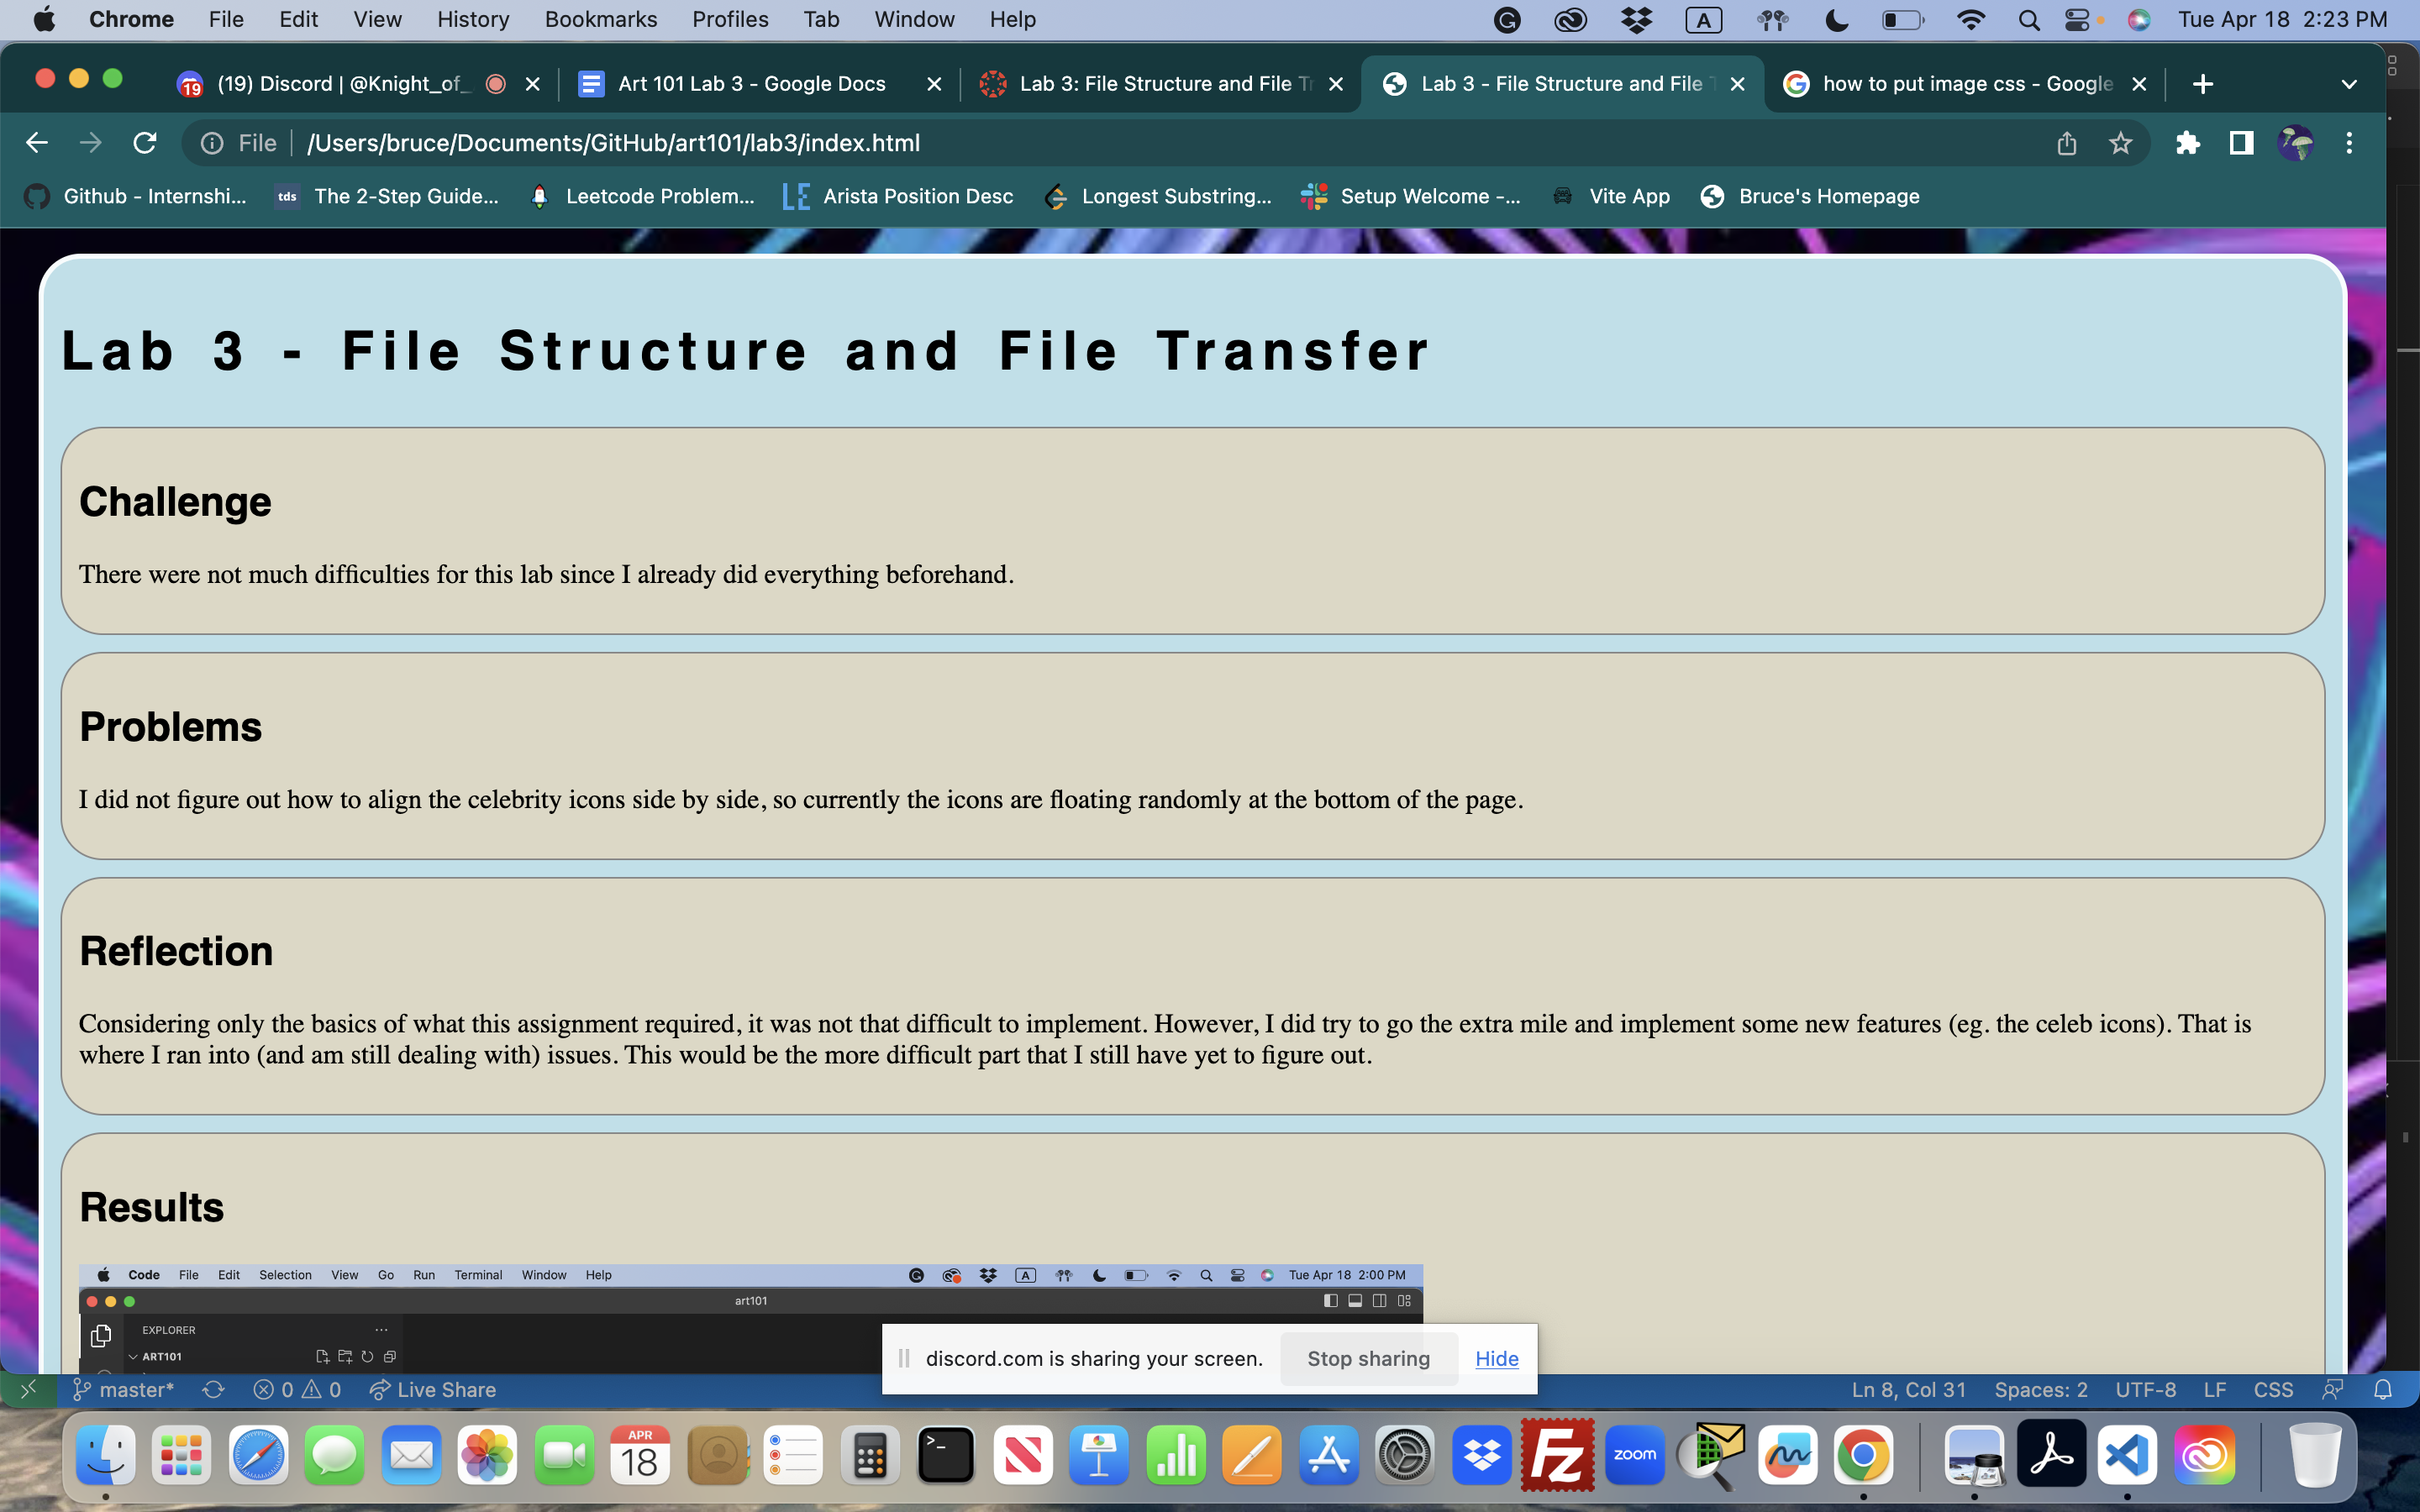 Chrome File Edit View History Bookmarks Profiles Tab Window Help A Tue Apr 18 2:23 PM
19 (19) Discord | @Knight_of_ Art 101 Lab 3 - Google Docs Lab 3: File Structure and File Tr Lab 3 - File Structure and File T how to put image css - Google
File /Users/bruce/Documents/GitHub/art101/lab3/index.html
Github - Internshi... tds The 2-Step Guide... Leetcode Problem... LE Arista Position Desc Longest Substring... Setup Welcome -... Vite App Bruce's Homepage
Lab 3 - File Structure and File Transfer
Challenge
There were not much difficulties for this lab since I already did everything beforehand.
Problems
I did not figure out how to align the celebrity icons side by side, so currently the icons are floating randomly at the bottom of the page.
Reflection
Considering only the basics of what this assignment required, it was not that difficult to implement. However, I did try to go the extra mile and implement some new features (eg. the celeb icons). That is
where I ran into (and am still dealing with) issues. This would be the more difficult part that I still have yet to figure out.
Results
Code File Edit Selection View Go Run Terminal Window Help A Tue Apr 18 2:00 PM
art101
EXPLORER ...
ART101
discord.com is sharing your screen. Stop sharing Hide
master* 0 0 Live Share Ln 8, Col 31 Spaces: 2 UTF-8 LF CSS
APR
18
>_
Fz
zoom